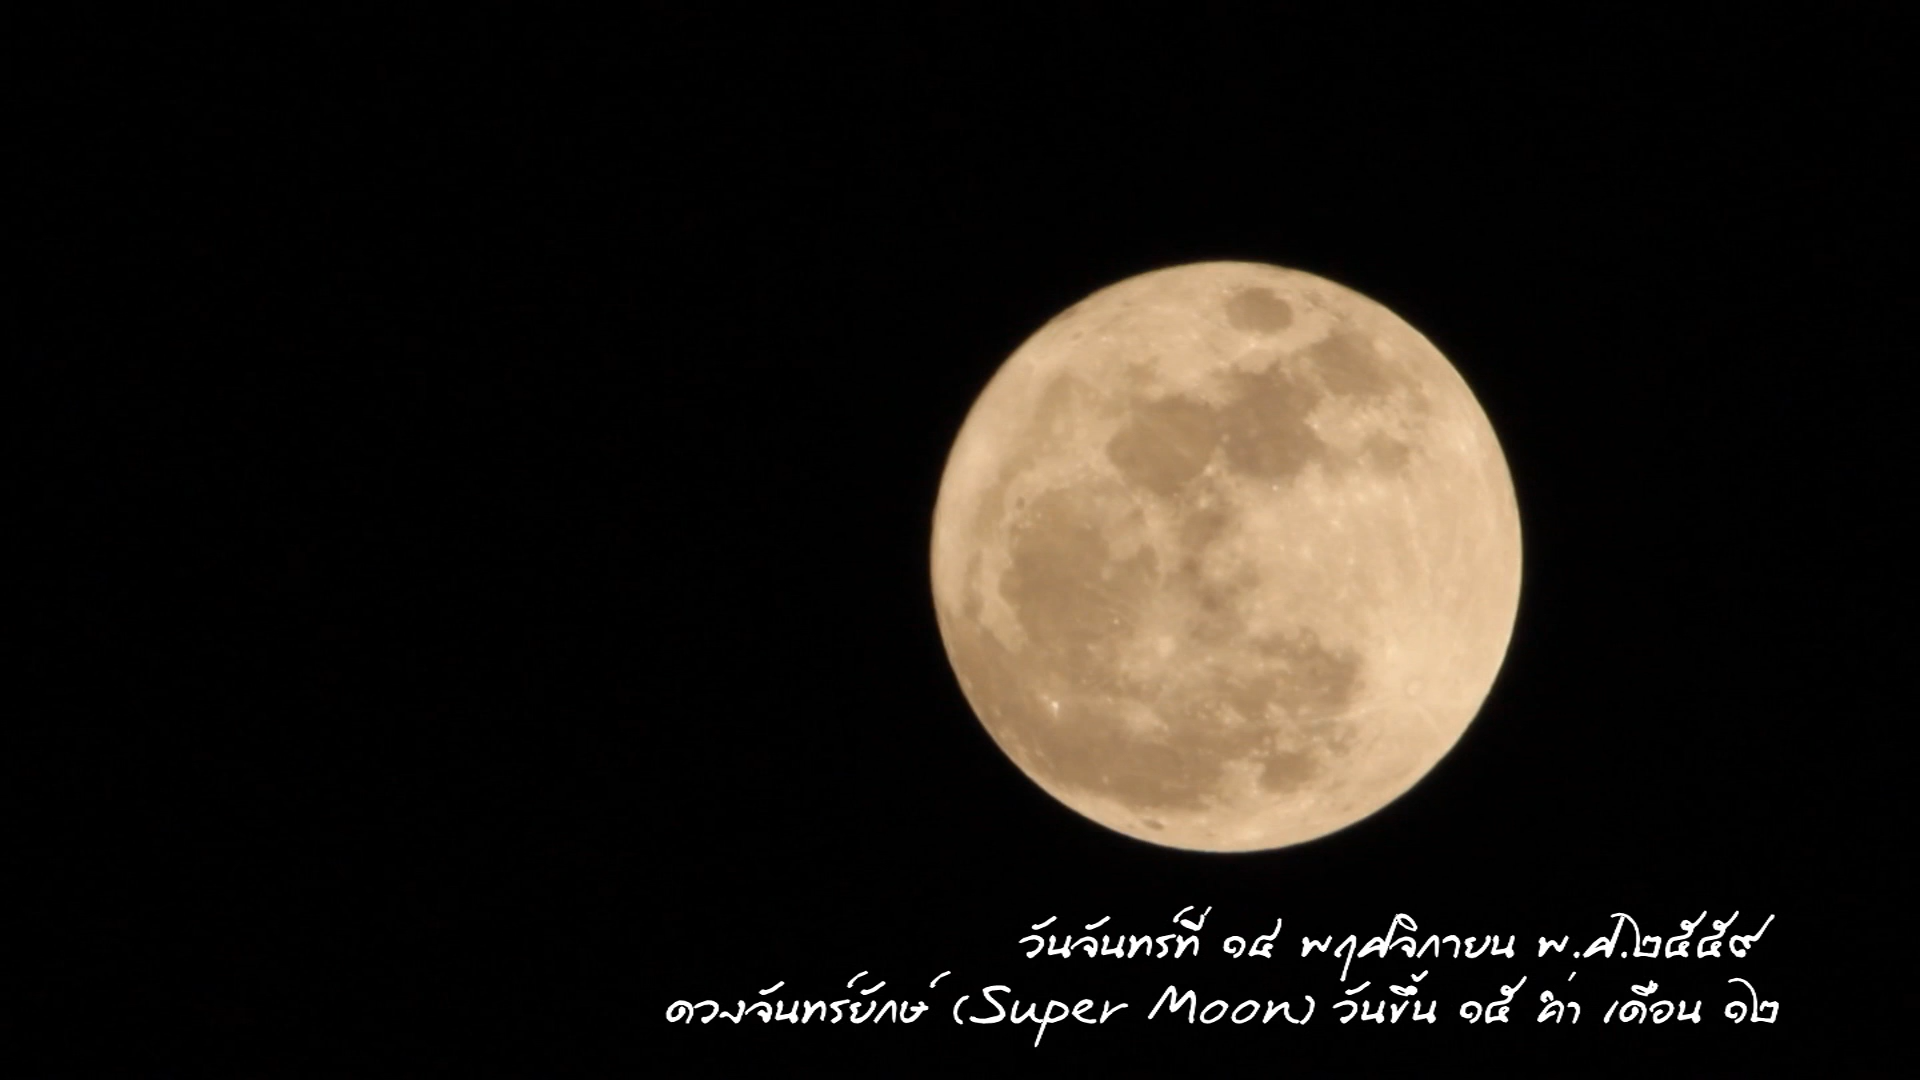 วันจันทร์ที่ ๑๔ พฤศจิกายน พ.ศ.๒๕๕๙
ดวงจันทร์ยักษ์ (Super Moon) วันขึ้น ๑๕ ค่ำ เดือน ๑๒